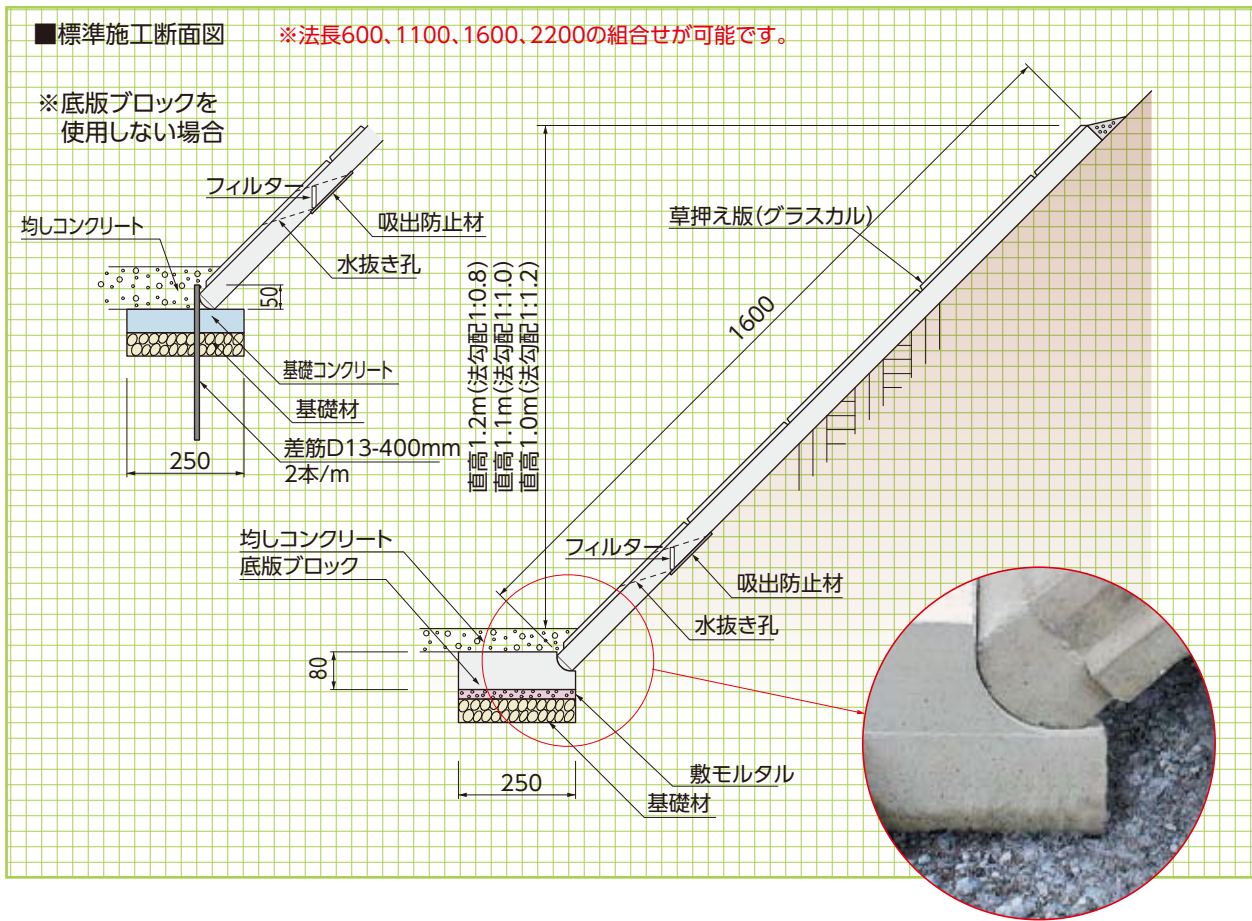 ■標準施工断面図
※法長600、1100、1600、2200の組合せが可能です。
※底版ブロックを
使用しない場合
フィルター
吸出防止材
均しコンクリート
水抜き孔
50
基礎コンクリート
基礎材
差筋D13-400mm
2本/m
250
直高1.2m(法勾配1:0.8)
直高1.1m(法勾配1:1.0)
直高1.0m(法勾配1:1.2)
1600
草押え版(グラスカル)
均しコンクリート
底版ブロック
フィルター
吸出防止材
水抜き孔
80
250
敷モルタル
基礎材